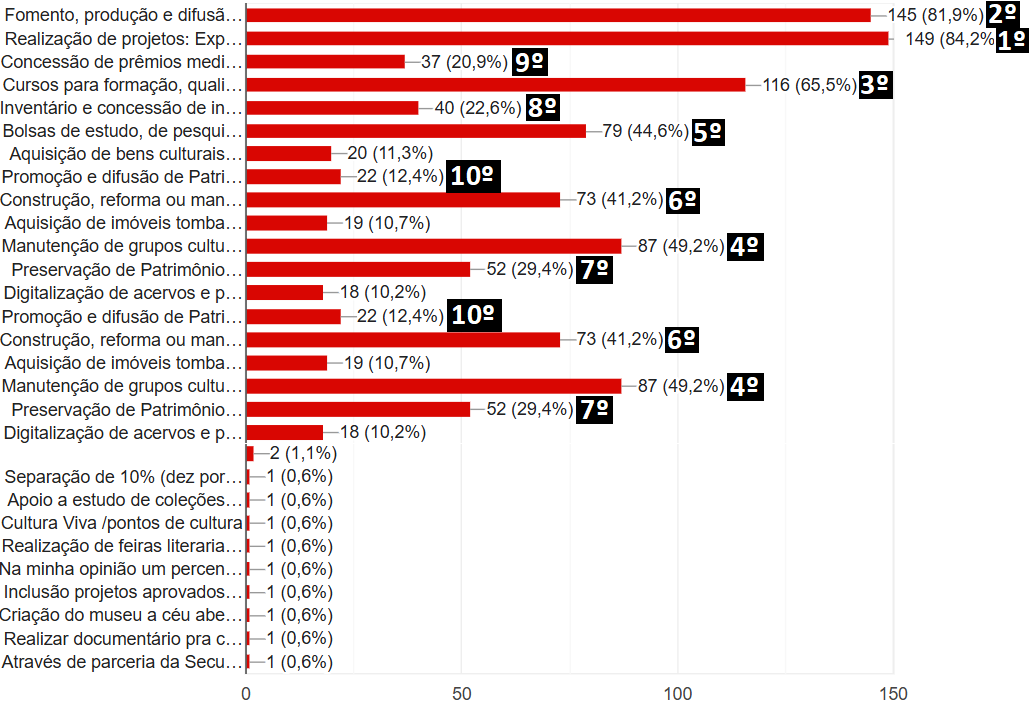 Fomento, produção e difusã… 145 (81,9%) 2º
Realização de projetos: Exp… 149 (84,2% 1º
Concessão de prêmios medi… 37 (20,9%) 9º
Cursos para formação, quali… 116 (65,5%) 3º
Inventário e concessão de in… 40 (22,6%) 8º
Bolsas de estudo, de pesqui… 79 (44,6%) 5º
Aquisição de bens culturais… 20 (11,3%)
Promoção e difusão de Patri… 22 (12,4%) 10º
Construção, reforma ou man… 73 (41,2%) 6º
Aquisição de imóveis tomba… 19 (10,7%)
Manutenção de grupos cultu… 87 (49,2%) 4º
Preservação de Patrimônio… 52 (29,4%) 7º
Digitalização de acervos e p… 18 (10,2%)
Promoção e difusão de Patri… 22 (12,4%) 10º
Construção, reforma ou man… 73 (41,2%) 6º
Aquisição de imóveis tomba… 19 (10,7%)
Manutenção de grupos cultu… 87 (49,2%) 4º
Preservação de Patrimônio… 52 (29,4%) 7º
Digitalização de acervos e p… 18 (10,2%)
2 (1,1%)
Separação de 10% (dez por… 1 (0,6%)
Apoio a estudo de coleções… 1 (0,6%)
Cultura Viva /pontos de cultura 1 (0,6%)
Realização de feiras literaria… 1 (0,6%)
Na minha opinião um percen… 1 (0,6%)
Inclusão projetos aprovados… 1 (0,6%)
Criação do museu a céu abe… 1 (0,6%)
Realizar documentário pra c… 1 (0,6%)
Através de parceria da Secu… 1 (0,6%)
0 50 100 150